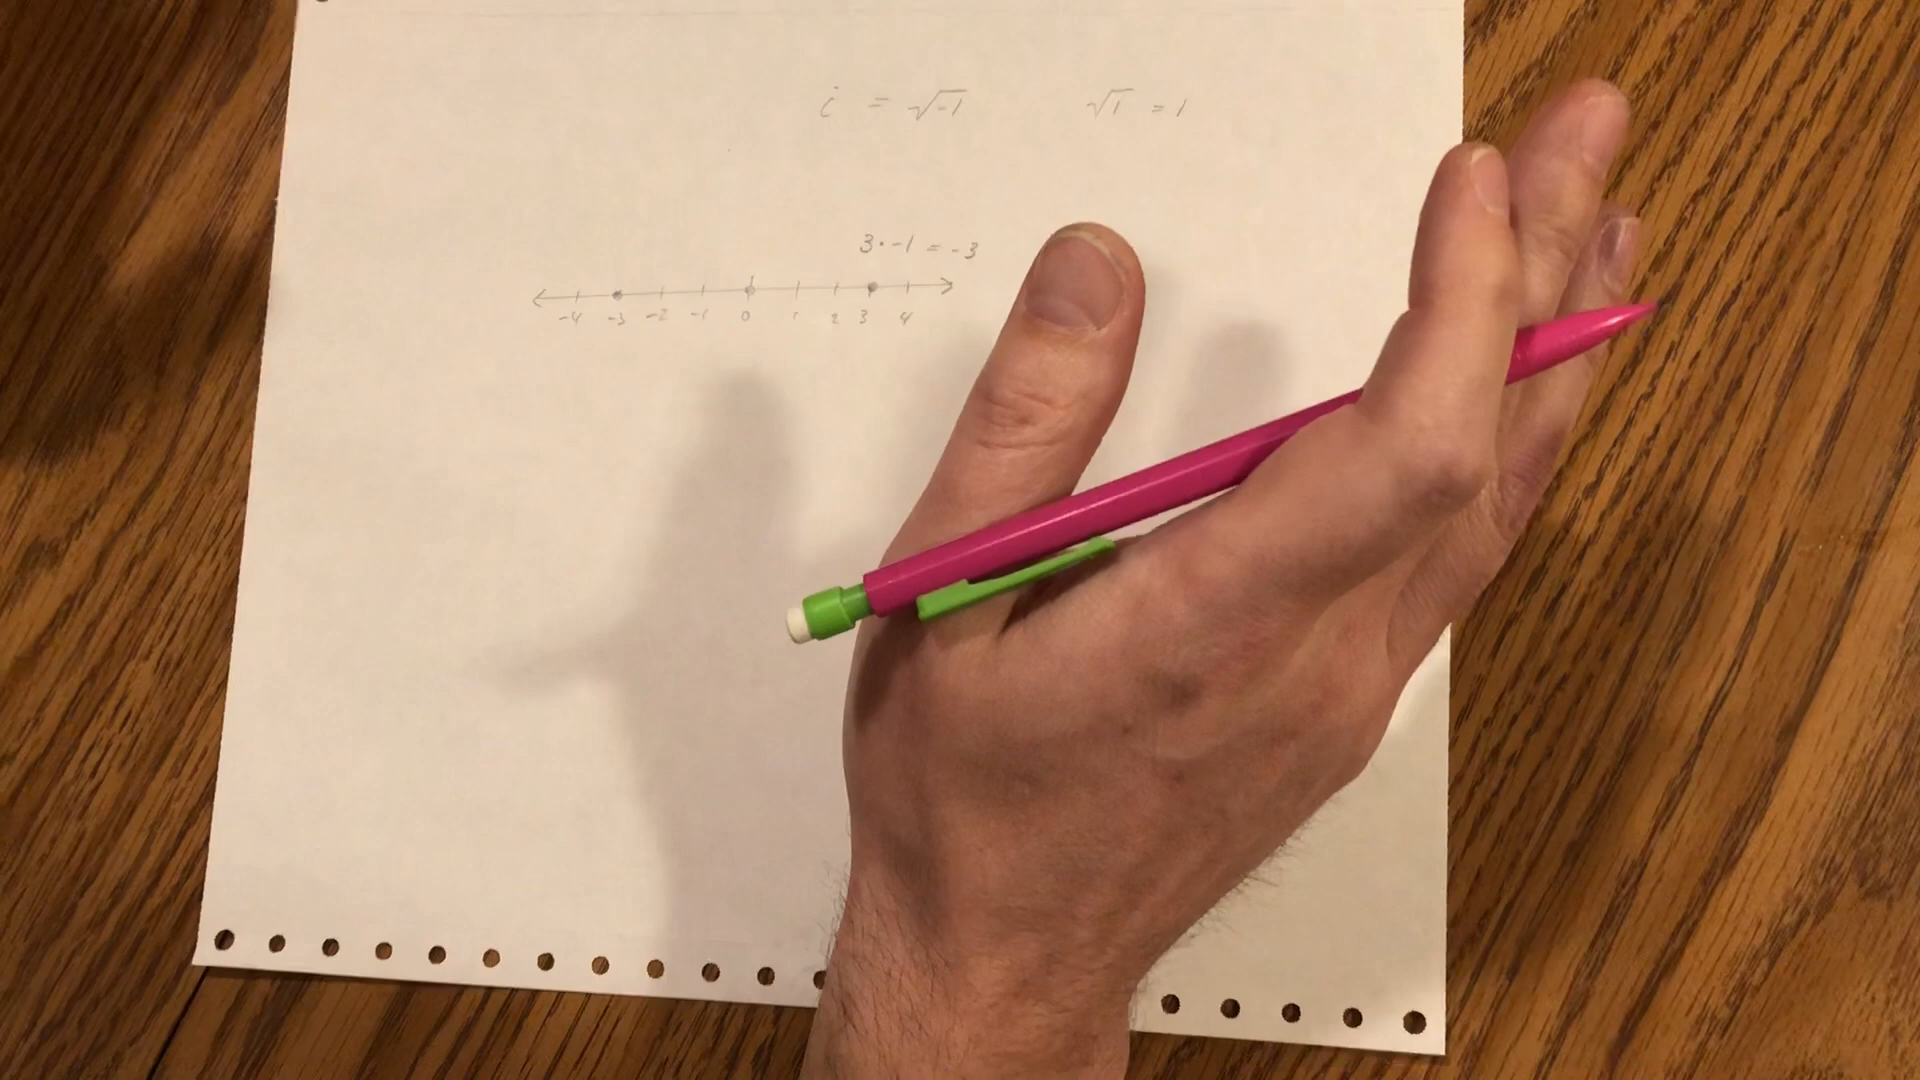 i = √-1 √1 = 1
3·-1 = -3
-4 -3 -2 -1 0 1 2 3 4